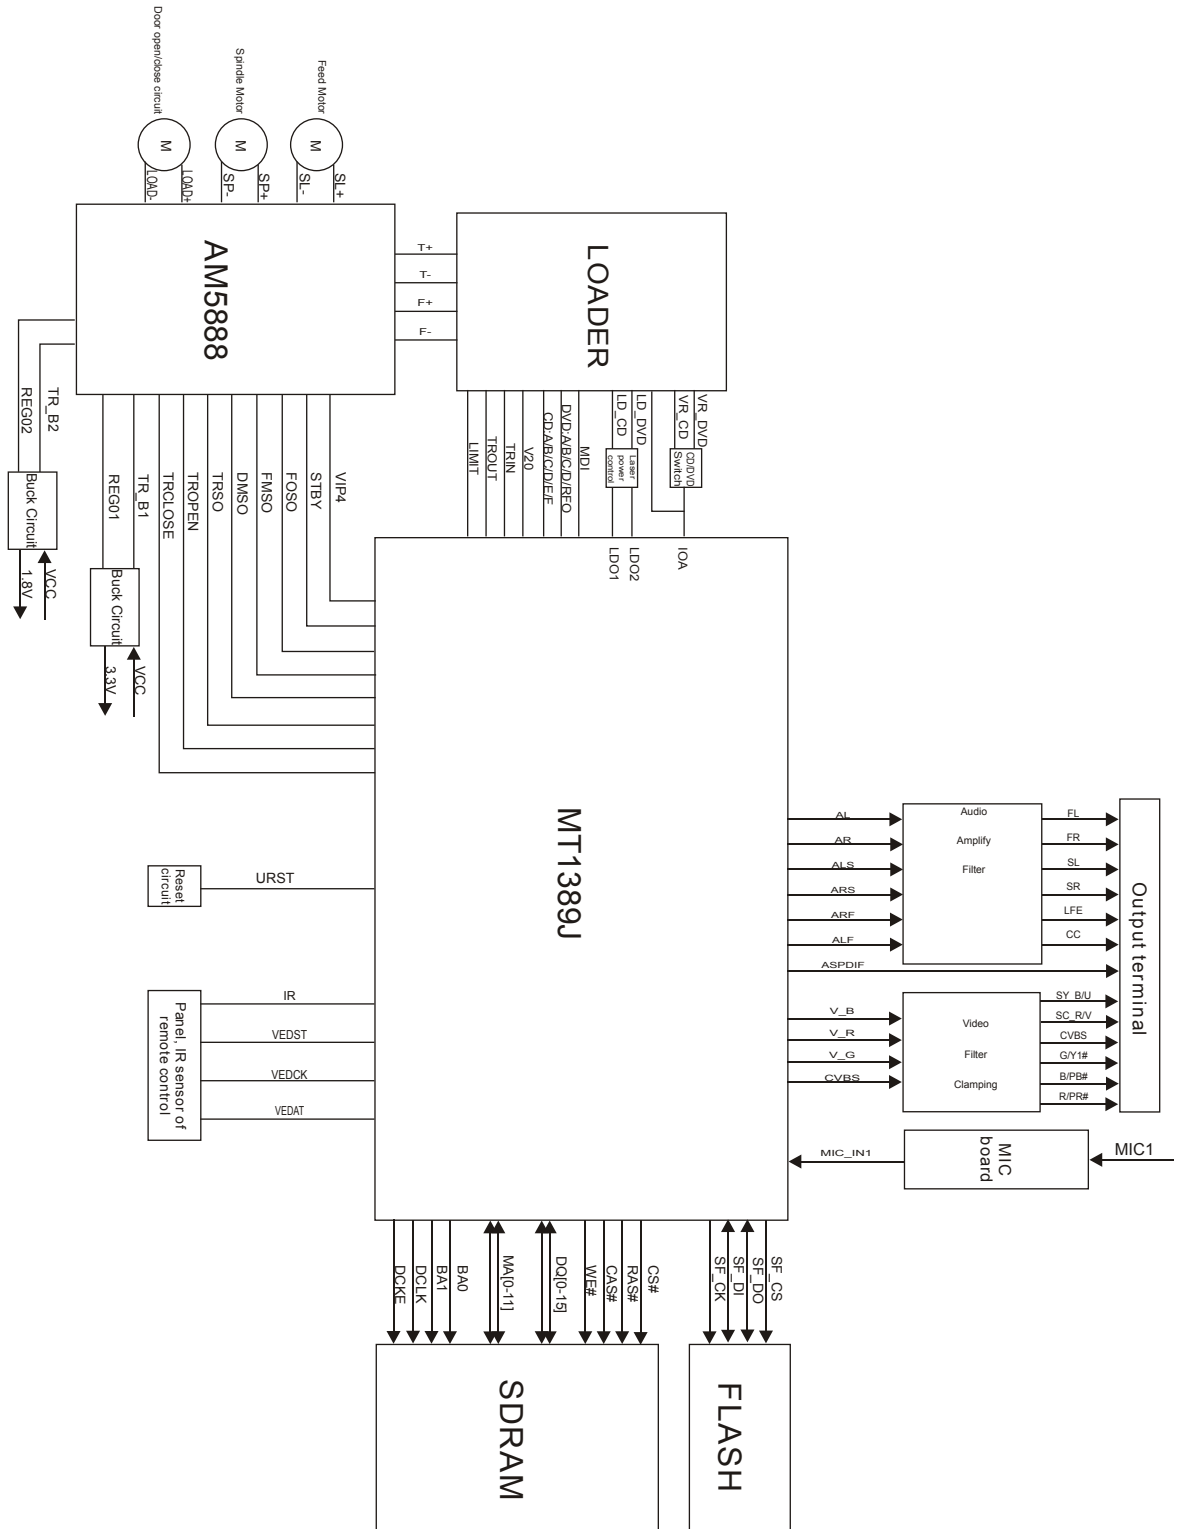 Door open/close circuit
Spindle Motor
Feed Motor
M
M
M
LOAD-
LOAD+
SP-
SP+
SL-
SL+
AM5888
T+
T-
F+
F-
LOADER
TR_B2
REG02
Buck Circuit
VCC
1.8V
REG01
TR_B1
Buck Circuit
VCC
3.3V
TRCLOSE
TROPEN
TRSO
DMSO
FMSO
FOSO
STBY
VIP4
LIMIT
TROUT
TRIN
V20
CD:A/B/C/D/E/F
DVD:A/B/C/D/RFO
MDI
LD_CD
LD_DVD
VR_CD
VR_DVD
Laser
power
control
CD/DVD
Switch
LDO1
LDO2
IOA
MT1389J
Reset
circuit
URST
Panel, IR sensor of
remote control
IR
VEDST
VEDCK
VEDAT
AL
AR
ALS
ARS
ARF
ALF
ASPDIF
Audio
Amplify
Filter
FL
FR
SL
SR
LFE
CC
Output terminal
V_B
V_R
V_G
CVBS
Video
Filter
Clamping
SY_B/U
SC_R/V
CVBS
G/Y1#
B/PB#
R/PR#
MIC_IN1
MIC
board
MIC1
DCKE
DCLK
BA1
BA0
MA[0-11]
DQ[0-15]
WE#
CAS#
RAS#
CS#
SF_CK
SF_DI
SF_DO
SF_CS
SDRAM
FLASH